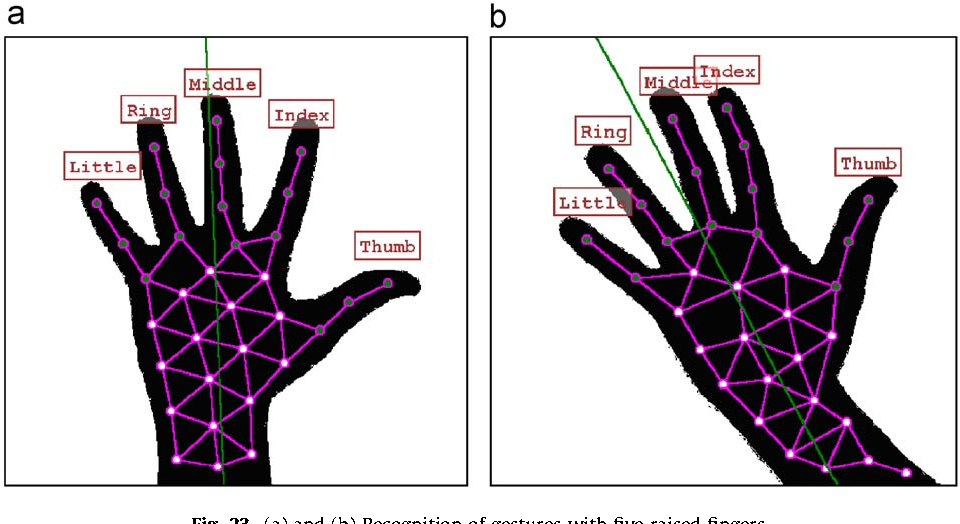 a
b
Middle
Ring
Index
Little
Thumb
Middle
Index
Ring
Thumb
Little
Fig. 23. (a) and (b) Recognition of gestures with five raised fingers.